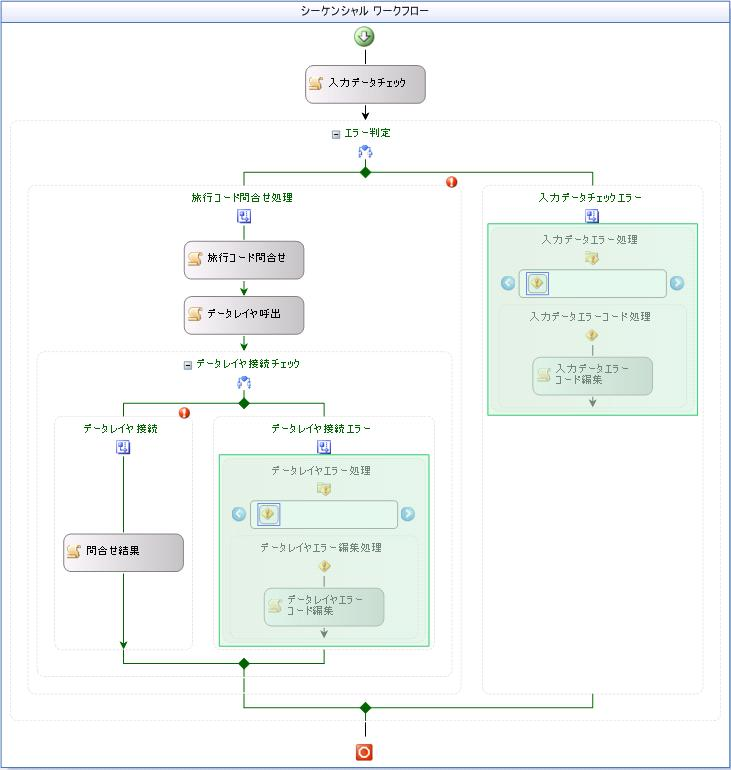 シーケンシャル ワークフロー
入力データチェック
エラー判定
旅行コード問合せ処理
旅行コード問合せ
データレイヤ呼出
データレイヤ接続チェック
データレイヤ接続
問合せ結果
データレイヤ接続エラー
データレイヤエラー処理
データレイヤエラー編集処理
データレイヤエラー
コード編集
入力データチェックエラー
入力データエラー処理
入力データエラーコード処理
入力データエラー
コード編集